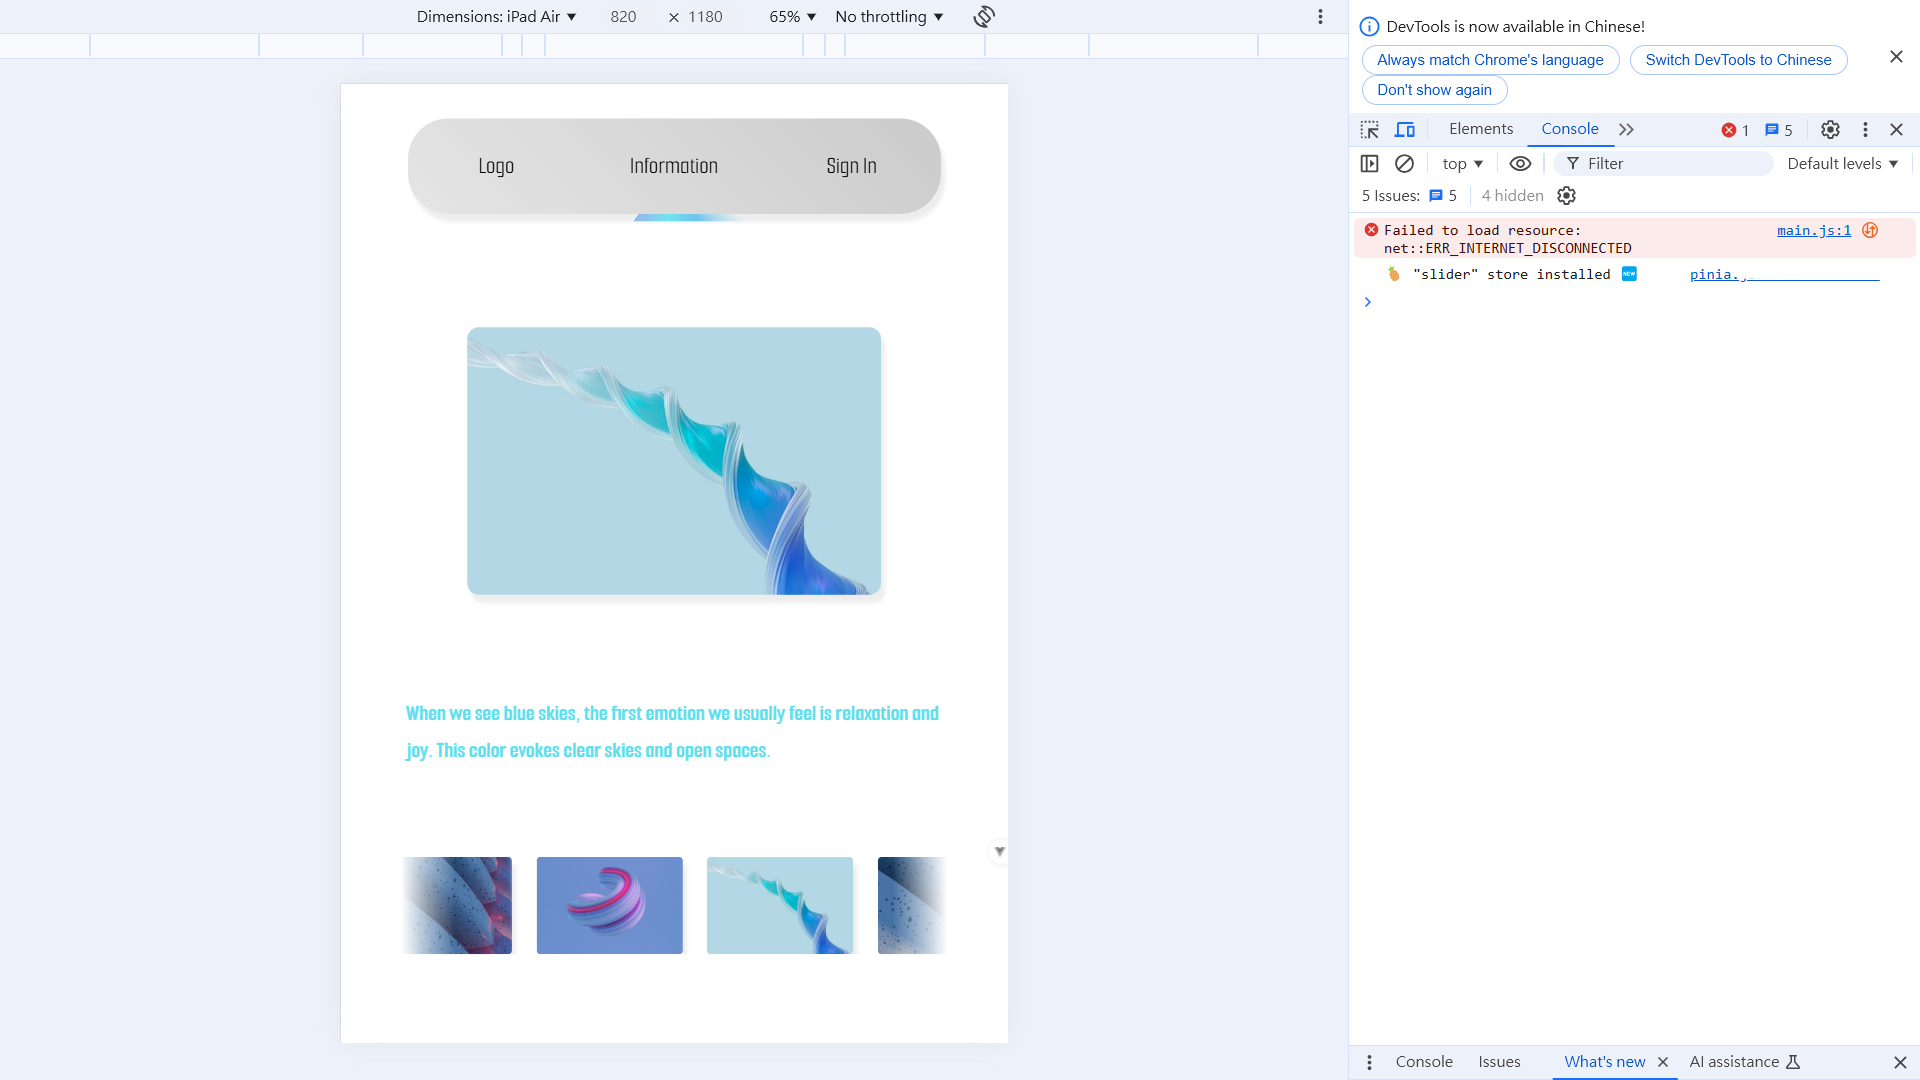 Dimensions: iPad Air 820 × 1180 65% No throttling
DevTools is now available in Chinese!
Always match Chrome's language Switch DevTools to Chinese
Don't show again
Elements Console 1 5
top Filter Default levels
5 Issues: 5 4 hidden
Failed to load resource: main.js:1
net::ERR_INTERNET_DISCONNECTED
"slider" store installed NEW
Logo Information Sign In
When we see blue skies, the first emotion we usually feel is relaxation and
joy. This color evokes clear skies and open spaces.
Console Issues What's new AI assistance